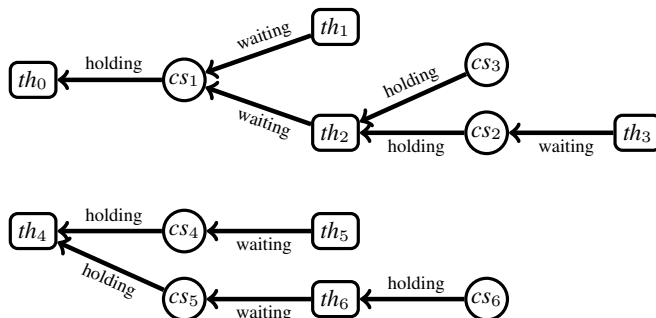 th₁
waiting
cs₃
th₀ holding cs₁ holding
waiting th₂ holding cs₂ waiting th₃
th₄ holding cs₄ waiting th₅
holding
cs₅ waiting th₆ holding cs₆